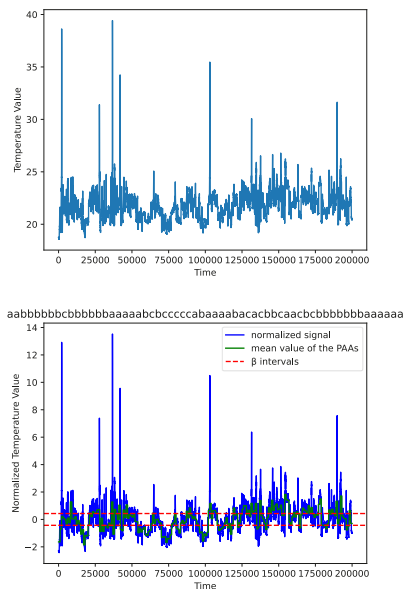 40
35
30
25
20
Temperature Value
0 25000 50000 75000 100000 125000 150000 175000 200000
Time
aabbbbbbcbbbbbbaaaaabcbcccccabaaaabacacbbcaacbcbbbbbbbaaaaaa
14
12
10
8
6
4
2
0
−2
Normalized Temperature Value
normalized signal
mean value of the PAAs
β intervals
0 25000 50000 75000 100000 125000 150000 175000 200000
Time